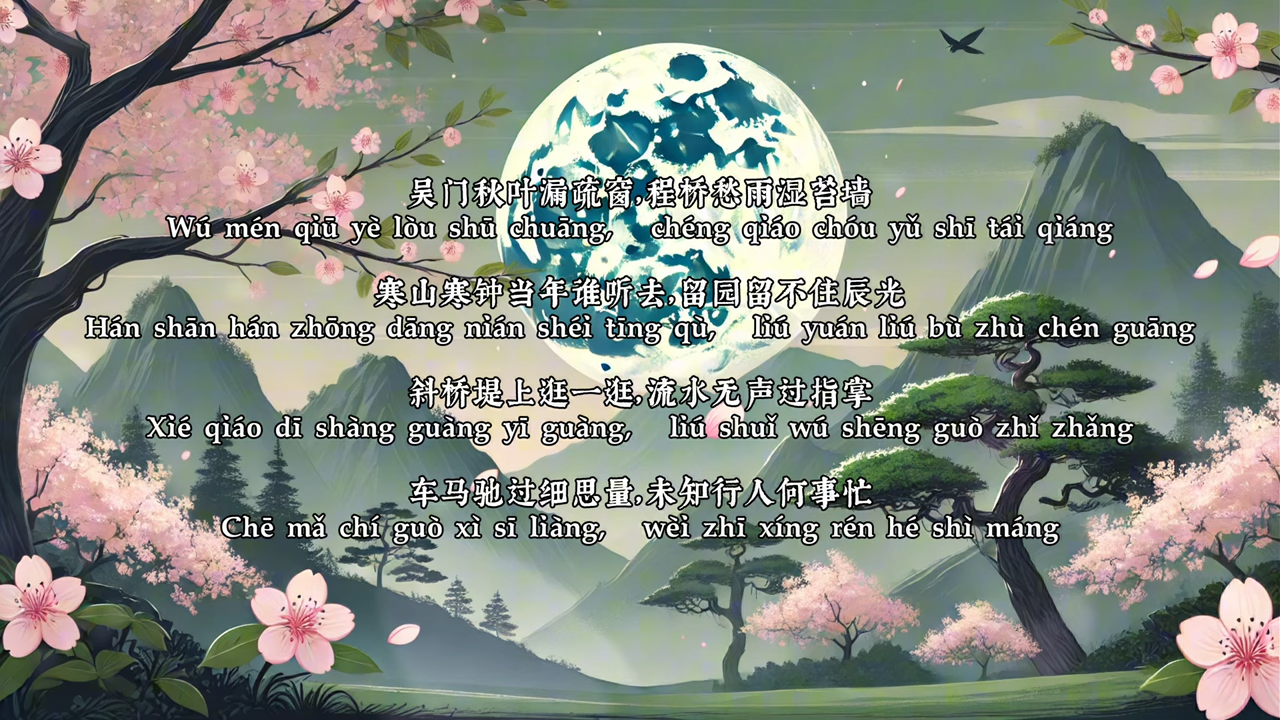 吴门秋叶漏疏窗,程桥愁雨湿苔墙
Wú mén qiū yè lòu shū chuāng, chéng qiáo chóu yǔ shī tái qiáng
寒山寒钟当年谁听去,留园留不住辰光
Hán shān hán zhōng dāng nián shéi tīng qù, liú yuán liú bù zhù chén guāng
斜桥堤上逛一逛,流水无声过指掌
Xié qiáo dī shàng guàng yī guàng, liú shuǐ wú shēng guò zhǐ zhǎng
车马驰过细思量,未知行人何事忙
Chē mǎ chí guò xì sī liàng, wèi zhī xíng rén hé shì máng